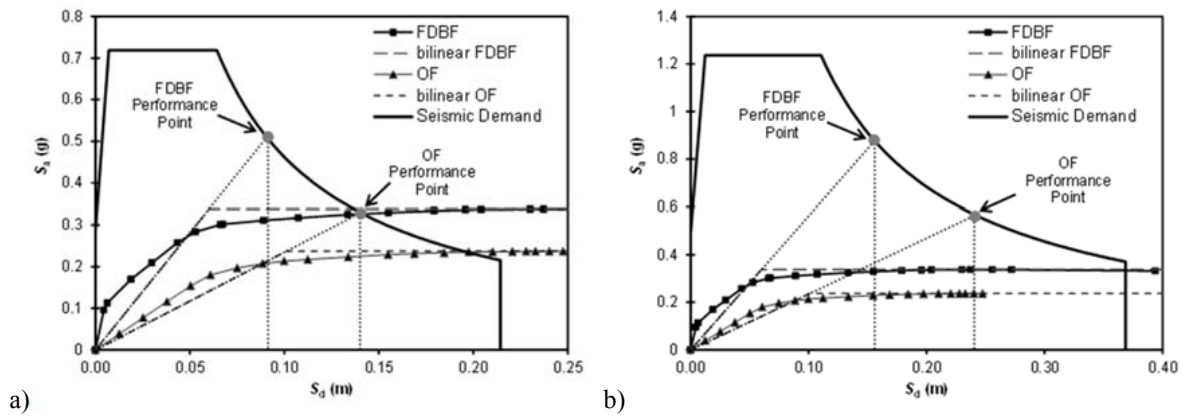 0.8
0.7
0.6
0.5
0.4
0.3
0.2
0.1
0
Sa (g)
FDBF
Performance
Point
OF
Performance
Point
FDBF
bilinear FDBF
OF
bilinear OF
Seismic Demand
0.00 0.05 0.10 0.15 0.20 0.25
Sd (m)
a)
1.4
1.2
1
0.8
0.6
0.4
0.2
0
Sa (g)
FDBF
Performance
Point
OF
Performance
Point
FDBF
bilinear FDBF
OF
bilinear OF
Seismic Demand
0.00 0.10 0.20 0.30 0.40
Sd (m)
b)